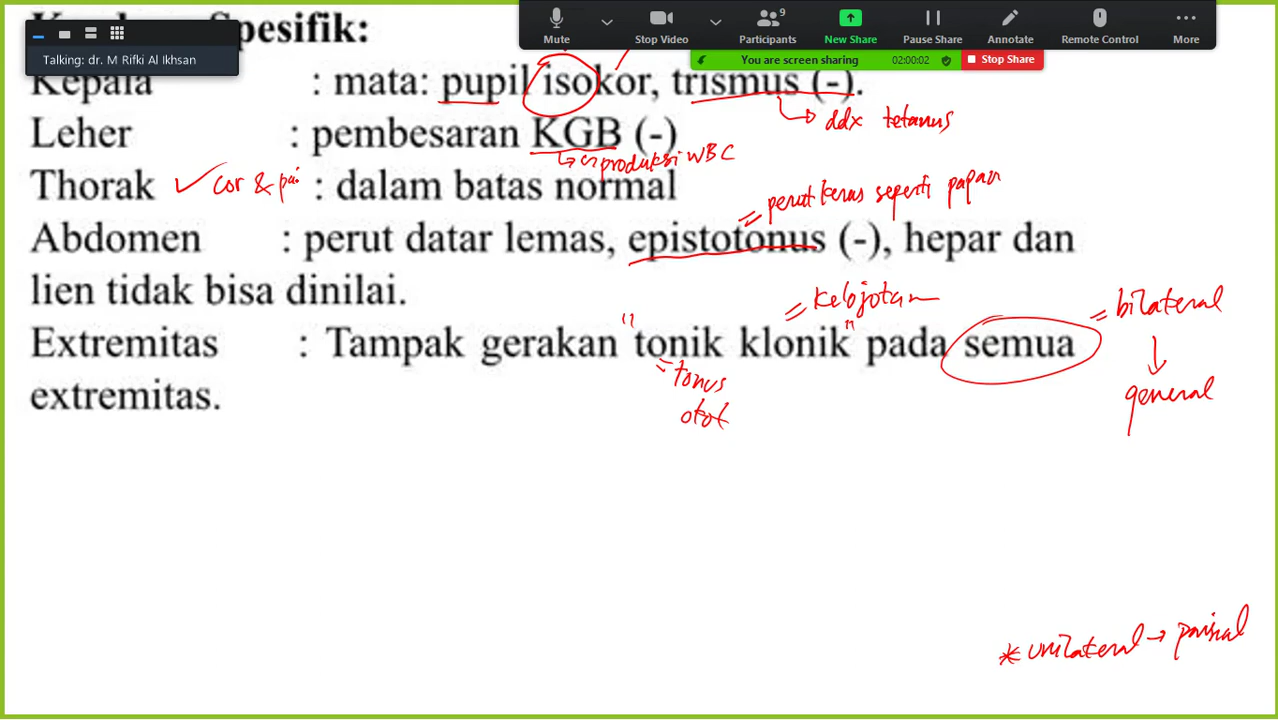 Mute
Stop Video
Participants
9
New Share
Pause Share
Annotate
Remote Control
More
You are screen sharing
02:00:02
Stop Share
Talking: dr. M Rifki Al Ikhsan
pesifik:
Kepala : mata: pupil isokor, trismus (-).
ddx tetanus
Leher : pembesaran KGB (-)
produksi WBC
Thorak cor & : dalam batas normal
= perut keras seperti papan
Abdomen : perut datar lemas, epistotonus (-), hepar dan
lien tidak bisa dinilai.
= kelojotan
= bilateral
Extremitas : Tampak gerakan "tonik klonik" pada semua
= tonus
otot
general
extremitas.
* unilateral → parsial